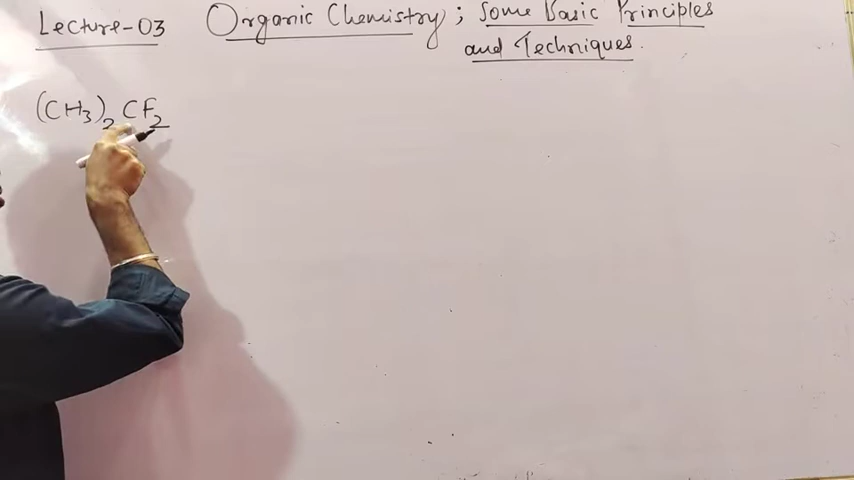 Lecture-03 Organic Chemistry ; Some Basic Principles
and Techniques.
(CH₃)₂CF₂